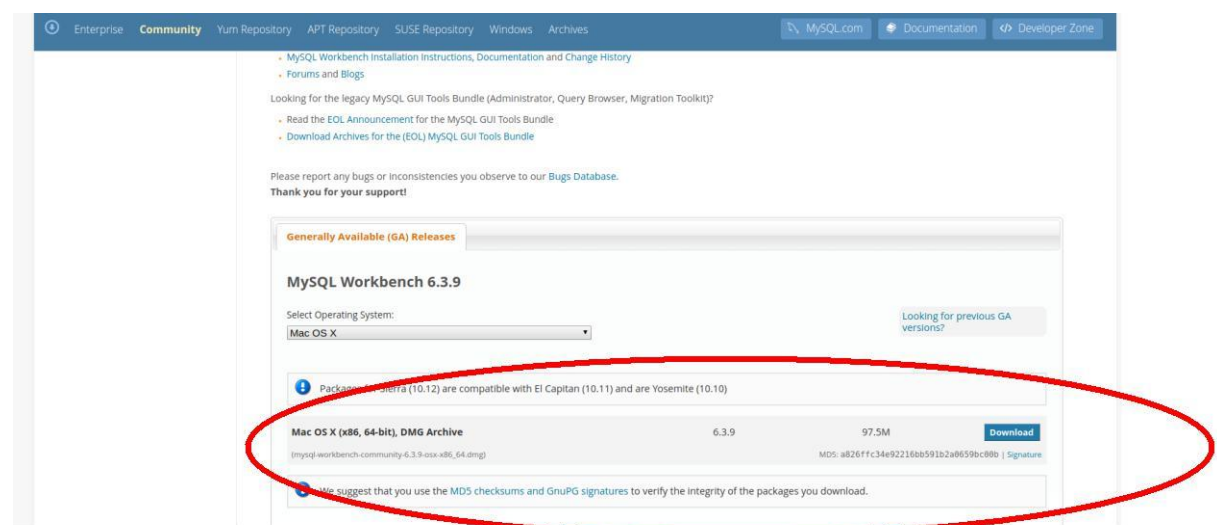 Enterprise Community Yum Repository APT Repository SUSE Repository Windows Archives MySQL.com Documentation Developer Zone
MySQL Workbench Installation Instructions, Documentation and Change History
Forums and Blogs
Looking for the legacy MySQL GUI Tools Bundle (Administrator, Query Browser, Migration Toolkit)?
Read the EOL Announcement for the MySQL GUI Tools Bundle
Download Archives for the (EOL) MySQL GUI Tools Bundle
Please report any bugs or inconsistencies you observe to our Bugs Database.
Thank you for your support!
Generally Available (GA) Releases
MySQL Workbench 6.3.9
Select Operating System:
Mac OS X
Looking for previous GA
versions?
Packages for Sierra (10.12) are compatible with El Capitan (10.11) and are Yosemite (10.10)
Mac OS X (x86, 64-bit), DMG Archive 6.3.9 97.5M Download
(mysql-workbench-community-6.3.9-osx-x86_64.dmg) MD5: a826ffc34e92216bb591b2a0659bc00b | Signature
We suggest that you use the MD5 checksums and GnuPG signatures to verify the integrity of the packages you download.